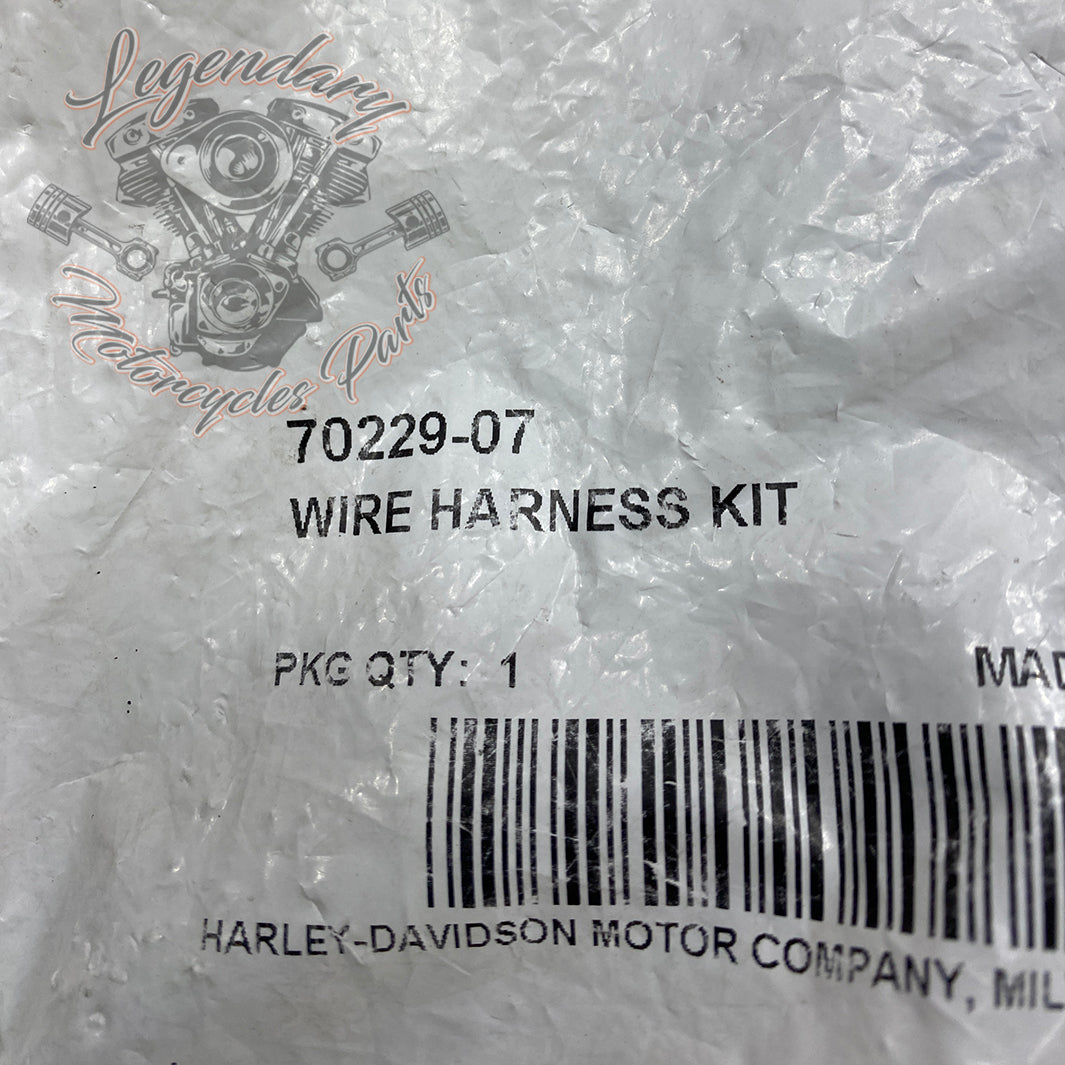 Legendary
Motorcycles Parts
70229-07
WIRE HARNESS KIT
PKG QTY: 1
MAD
HARLEY-DAVIDSON MOTOR COMPANY, MIL